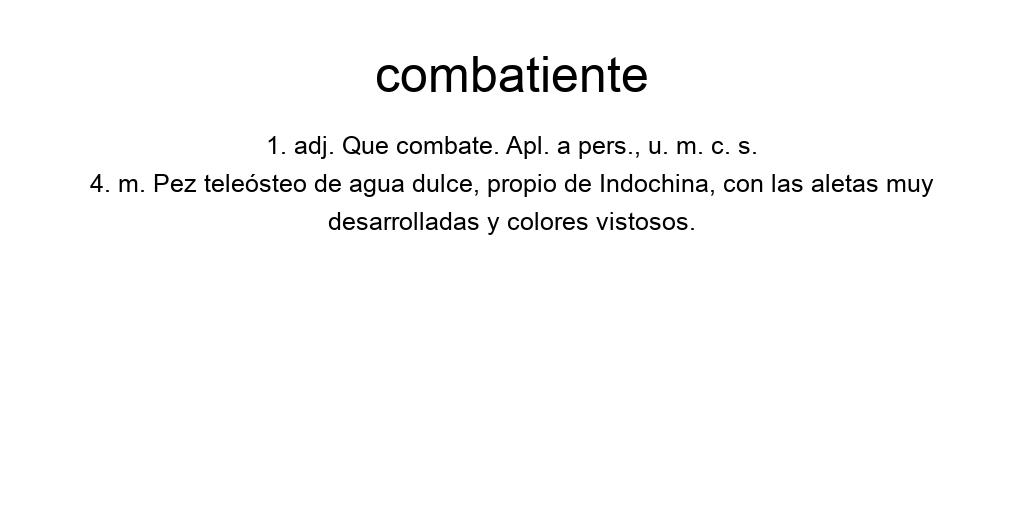 combatiente
1. adj. Que combate. Apl. a pers., u. m. c. s.
4. m. Pez teleósteo de agua dulce, propio de Indochina, con las aletas muy
desarrolladas y colores vistosos.